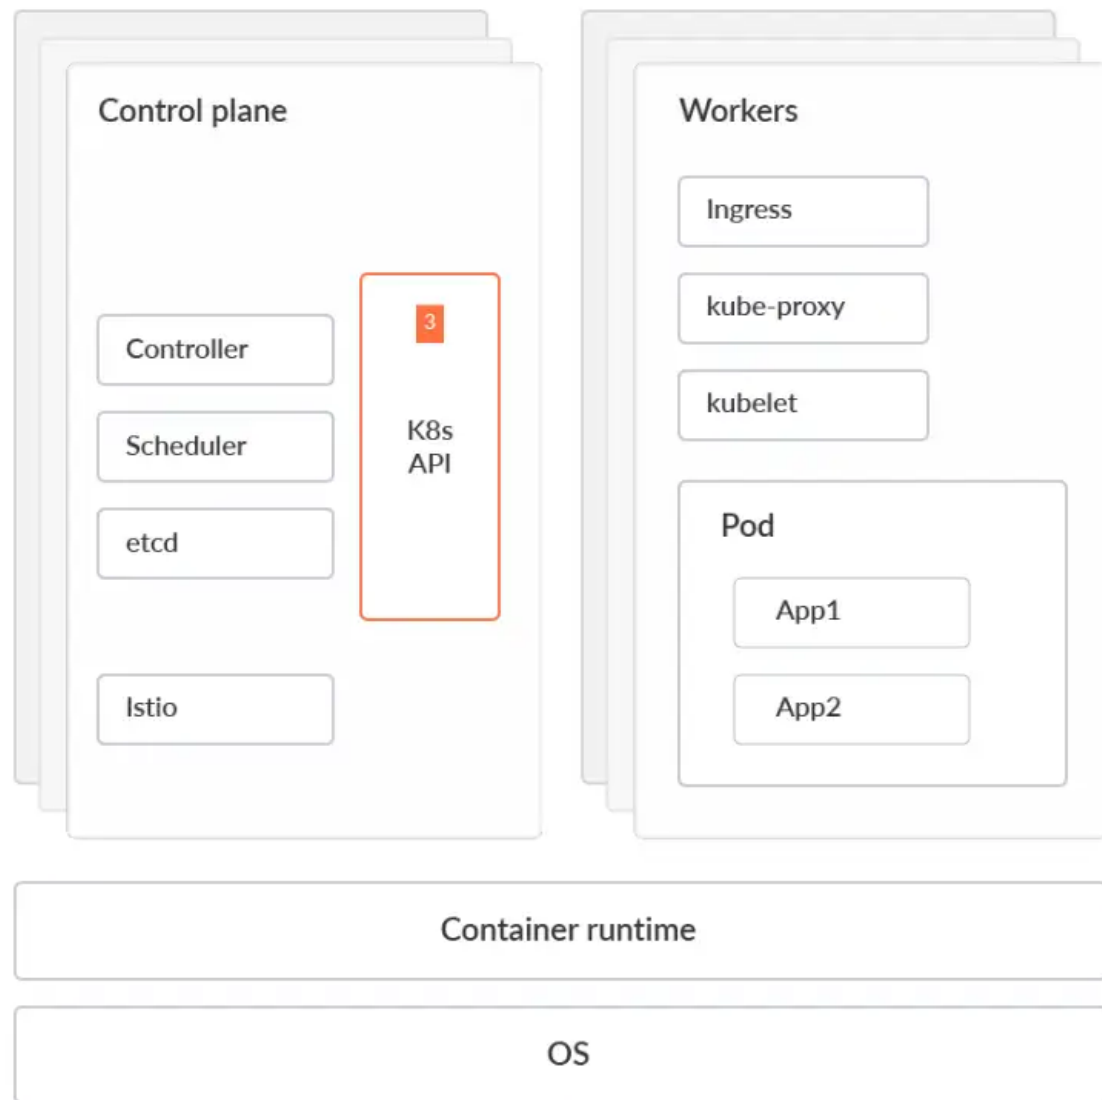 Control plane
Controller
Scheduler
etcd
Istio
3
K8s
API
Workers
Ingress
kube-proxy
kubelet
Pod
App1
App2
Container runtime
OS